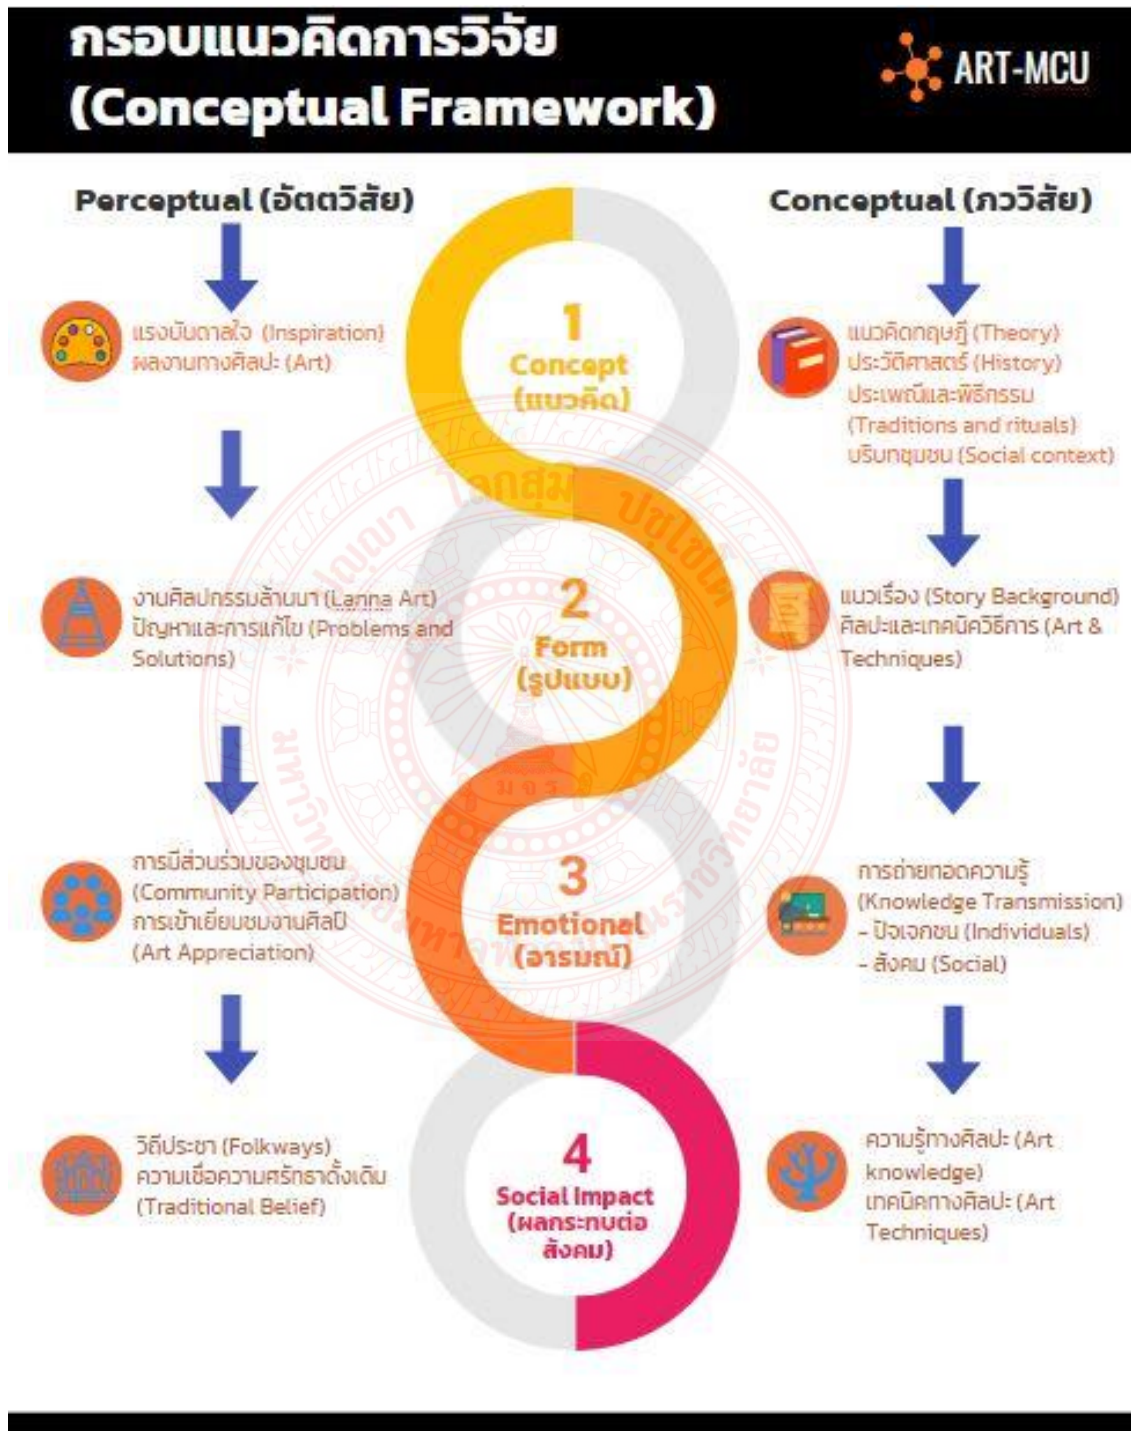 กรอบแนวคิดการวิจัย
(Conceptual Framework)
ART-MCU
Perceptual (อัตตวิสัย)
Conceptual (ภววิสัย)
แรงบันดาลใจ (Inspiration)
ผลงานทางศิลปะ (Art)
1
Concept
(แนวคิด)
แนวคิดทฤษฎี (Theory)
ประวัติศาสตร์ (History)
ประเพณีและพิธีกรรม
(Traditions and rituals)
บริบทชุมชน (Social context)
งานศิลปกรรมล้านนา (Lanna Art)
ปัญหาและการแก้ไข (Problems and
Solutions)
2
Form
(รูปแบบ)
แนวเรื่อง (Story Background)
ศิลปะและเทคนิควิธีการ (Art &
Techniques)
การมีส่วนร่วมของชุมชน
(Community Participation)
การเข้าเยี่ยมชมงานศิลป์
(Art Appreciation)
3
Emotional
(อารมณ์)
การถ่ายทอดความรู้
(Knowledge Transmission)
- ปัจเจกชน (Individuals)
- สังคม (Social)
วิถีประชา (Folkways)
ความเชื่อความศรัทธาดั้งเดิม
(Traditional Belief)
4
Social Impact
(ผลกระทบต่อ
สังคม)
ความรู้ทางศิลปะ (Art
knowledge)
เทคนิคทางศิลปะ (Art
Techniques)